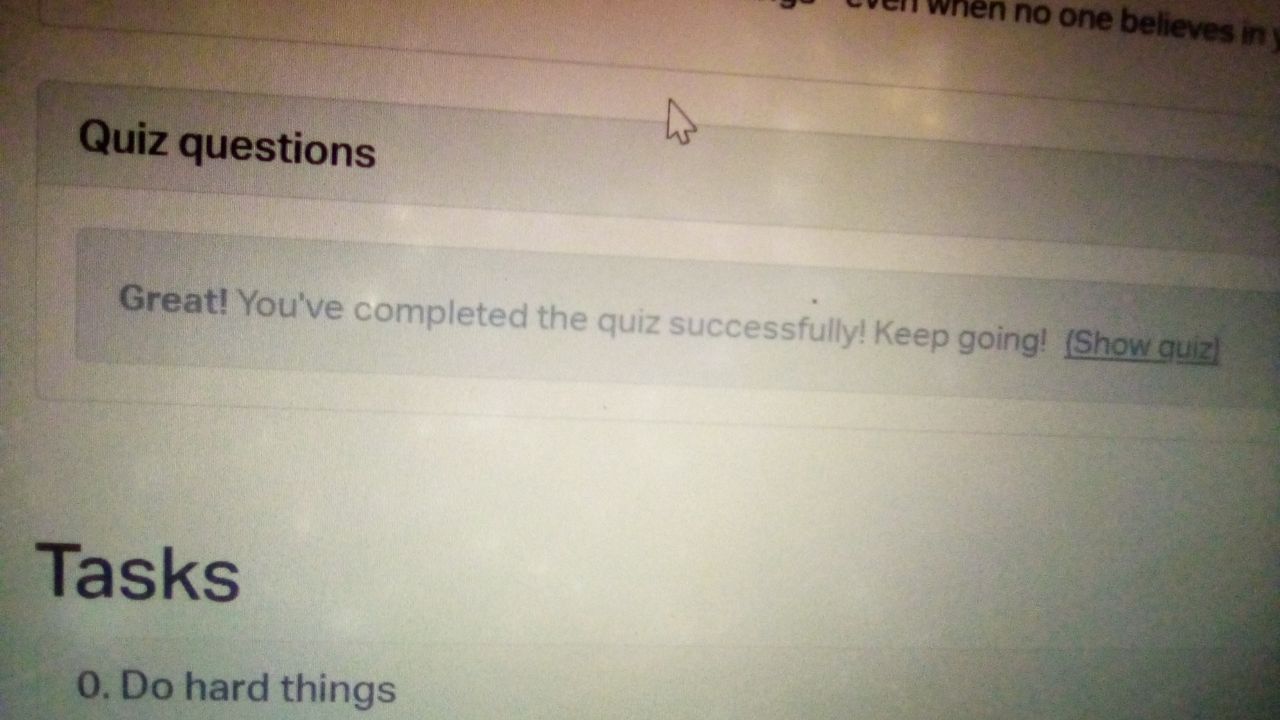 even when no one believes in
Quiz questions
Great! You've completed the quiz successfully! Keep going! (Show quiz)
Tasks
0. Do hard things